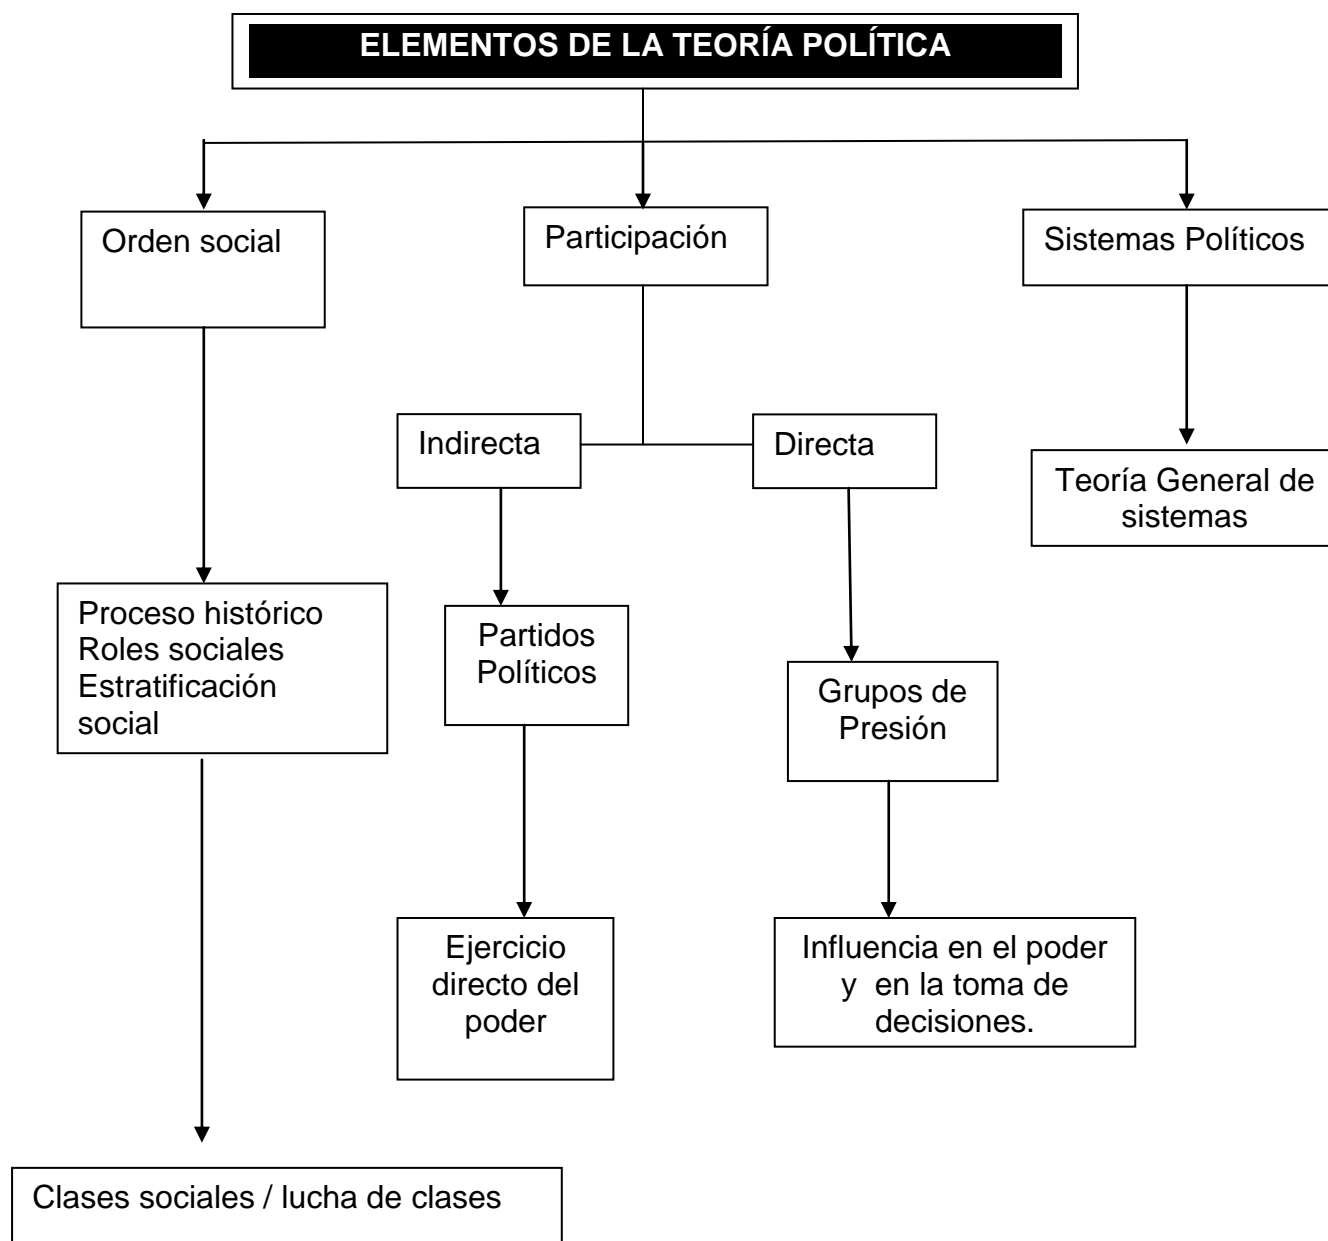 ELEMENTOS DE LA TEORÍA POLÍTICA
Orden social
Participación
Sistemas Políticos
Indirecta
Directa
Teoría General de
sistemas
Proceso histórico
Roles sociales
Estratificación
social
Partidos
Políticos
Grupos de
Presión
Ejercicio
directo del
poder
Influencia en el poder
y en la toma de
decisiones.
Clases sociales / lucha de clases